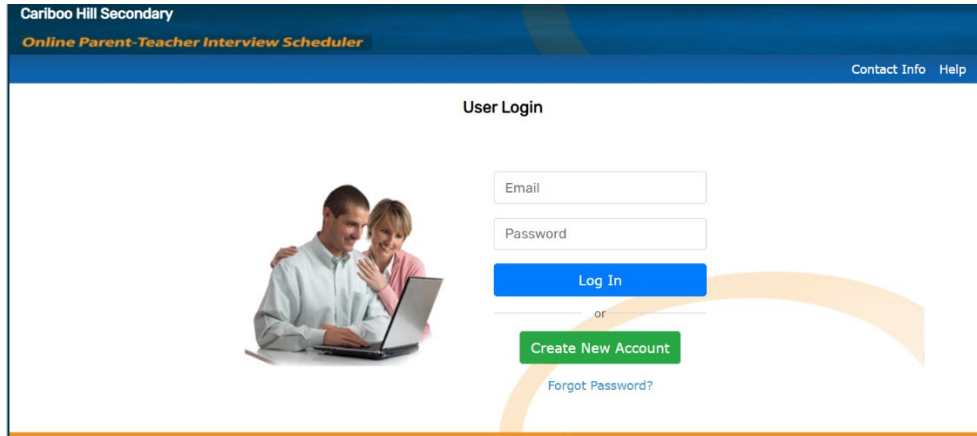 Cariboo Hill Secondary
Online Parent-Teacher Interview Scheduler
Contact Info Help
User Login
Email
Password
Log In
or
Create New Account
Forgot Password?